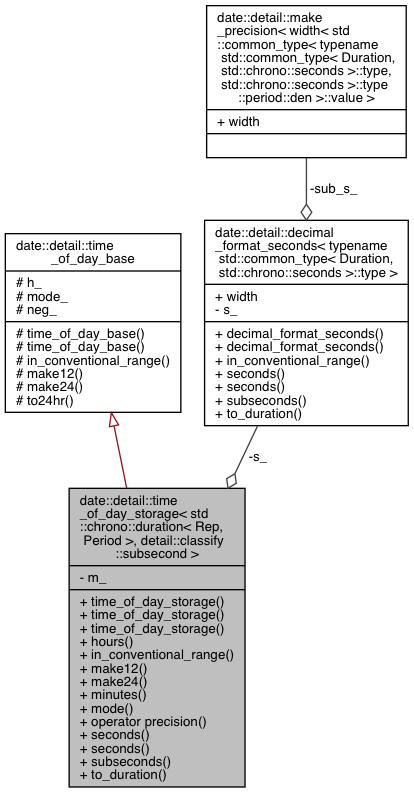 date::detail::make
_precision< width< std
::common_type< typename
std::common_type< Duration,
std::chrono::seconds >::type,
std::chrono::seconds >::type
::period::den >::value >
+ width
-sub_s_
date::detail::time
_of_day_base
# h_
# mode_
# neg_
# time_of_day_base()
# time_of_day_base()
# in_conventional_range()
# make12()
# make24()
# to24hr()
date::detail::decimal
_format_seconds< typename
std::common_type< Duration,
std::chrono::seconds >::type >
+ width
- s_
+ decimal_format_seconds()
+ decimal_format_seconds()
+ in_conventional_range()
+ seconds()
+ seconds()
+ subseconds()
+ to_duration()
-s_
date::detail::time
_of_day_storage< std
::chrono::duration< Rep,
Period >, detail::classify
::subsecond >
- m_
+ time_of_day_storage()
+ time_of_day_storage()
+ time_of_day_storage()
+ hours()
+ in_conventional_range()
+ make12()
+ make24()
+ minutes()
+ mode()
+ operator precision()
+ seconds()
+ seconds()
+ subseconds()
+ to_duration()